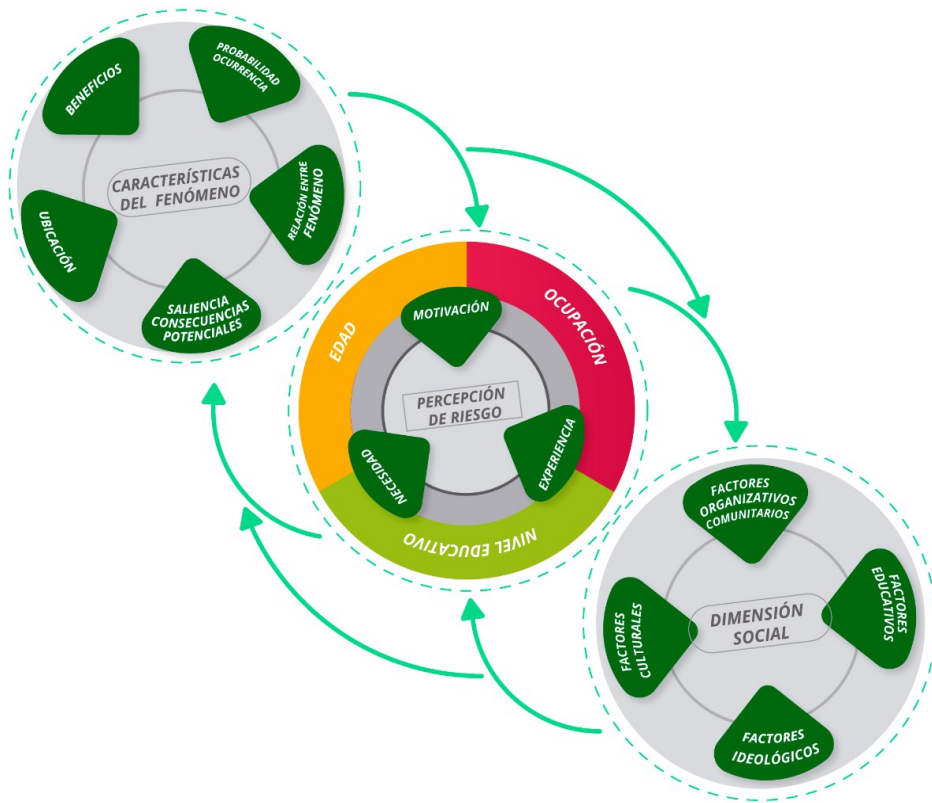 BENEFICIOS
PROBABILIDAD
OCURRENCIA
CARACTERÍSTICAS
DEL FENÓMENO
RELACIÓN ENTRE
FENÓMENO
UBICACIÓN
SALIENCIA
CONSECUENCIAS
POTENCIALES
EDAD
OCUPACIÓN
MOTIVACIÓN
PERCEPCIÓN
DE RIESGO
NECESIDAD
EXPERIENCIA
NIVEL EDUCATIVO
FACTORES
ORGANIZATIVOS
COMUNITARIOS
FACTORES
EDUCATIVOS
DIMENSIÓN
SOCIAL
FACTORES
CULTURALES
FACTORES
IDEOLÓGICOS